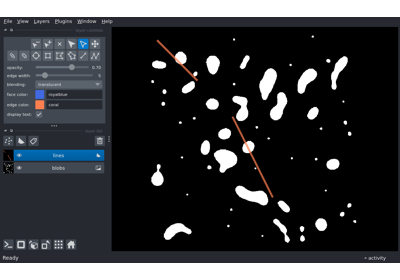 File View Layers Plugins Window Help
opacity: 0.70
edge width:
blending: translucent
face color: royalblue
edge color: coral
display text:
lines
blobs
Ready
activity